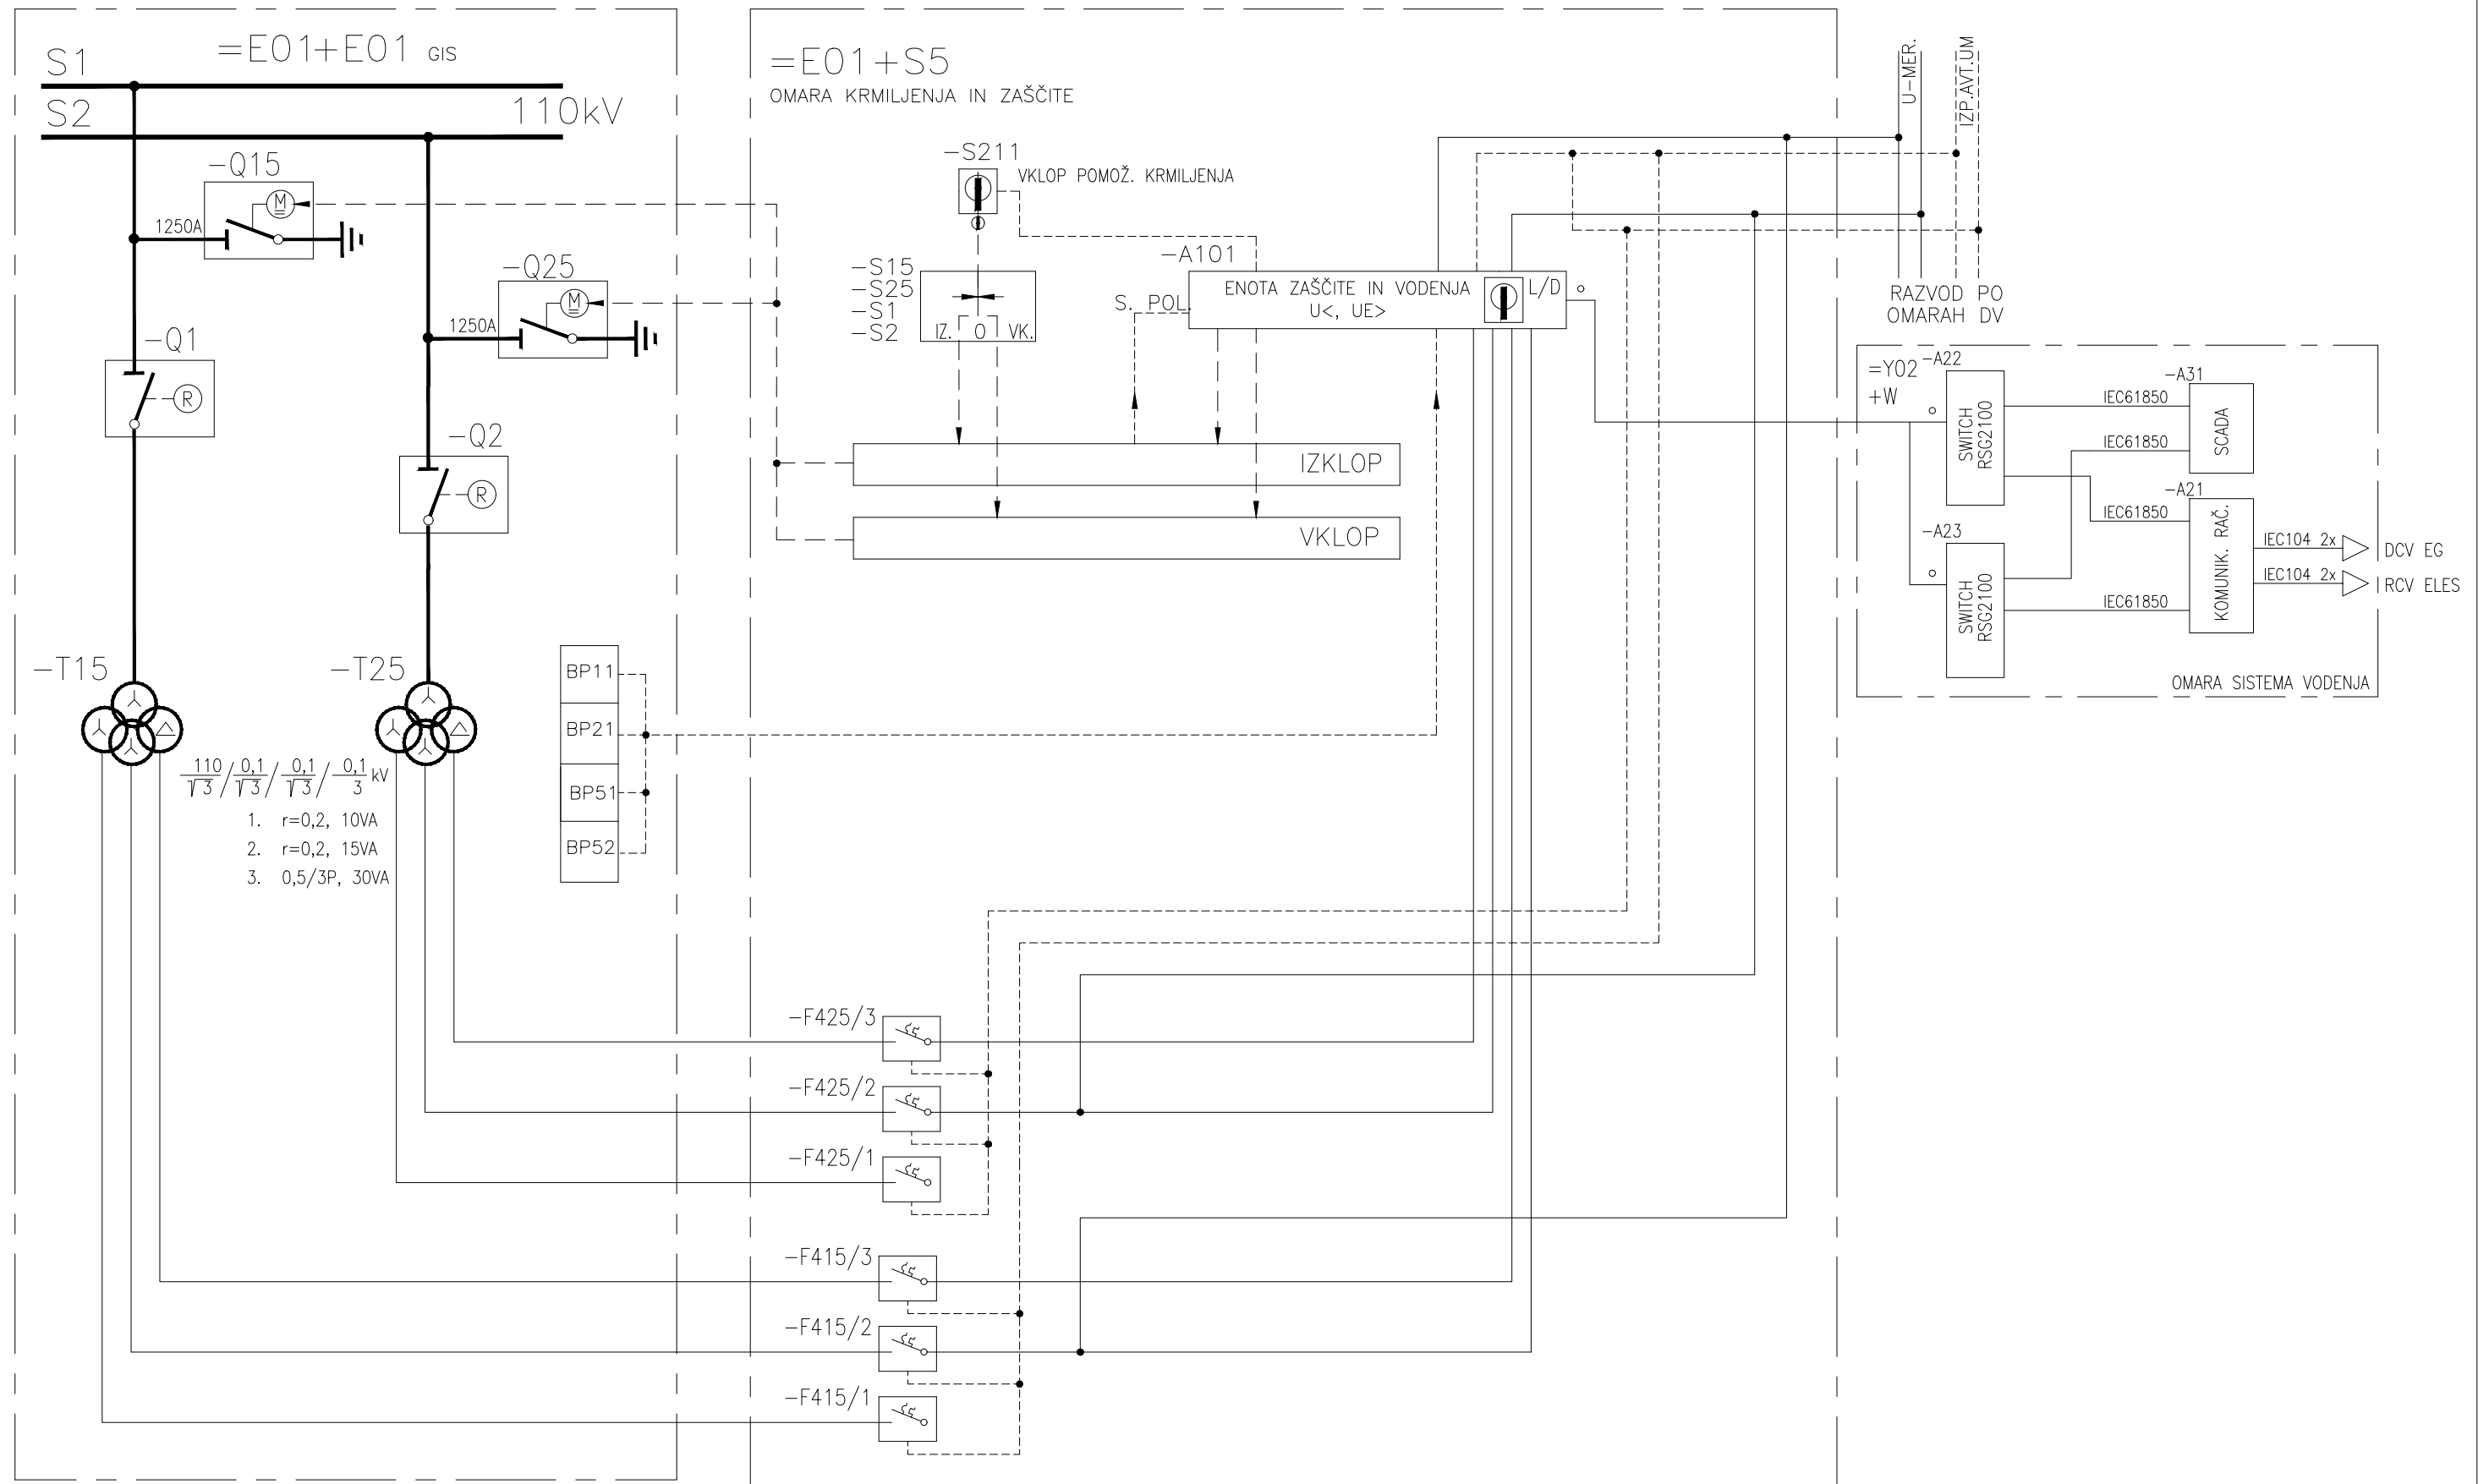 =E01+E01 GIS
S1
S2
110kV
-Q15
M
1250A
-Q25
M
1250A
-Q1
R
-Q2
R
-T15
-T25
110/√3 / 0,1/√3 / 0,1/√3 / 0,1/3 kV
1. r=0,2, 10VA
2. r=0,2, 15VA
3. 0,5/3P, 30VA
BP11
BP21
BP51
BP52
=E01+S5
OMARA KRMILJENJA IN ZAŠČITE
-S211
VKLOP POMOŽ. KRMILJENJA
-S15
-S25
-S1
-S2
IZ. 0 VK.
-A101
ENOTA ZAŠČITE IN VODENJA
U<, UE>
L/D
S. POL.
IZKLOP
VKLOP
-F425/3
-F425/2
-F425/1
-F415/3
-F415/2
-F415/1
U-MER.
IZP.AVT.UM
RAZVOD PO
OMARAH DV
=Y02
+W
-A22
SWITCH
RSG2100
-A23
SWITCH
RSG2100
IEC61850
IEC61850
IEC61850
IEC61850
-A31
SCADA
-A21
KOMUNIK. RAČ.
IEC104 2x
DCV EG
IEC104 2x
RCV ELES
OMARA SISTEMA VODENJA